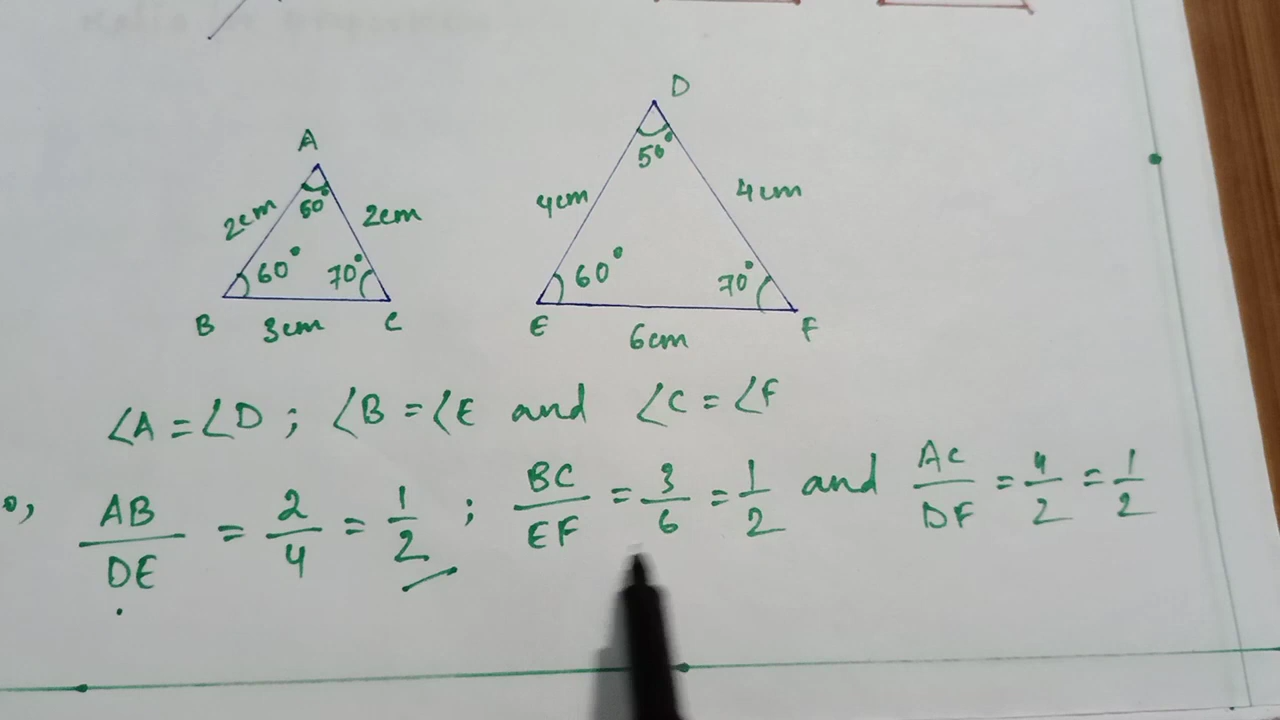 D
A
50°
50°
2cm 2cm
4cm 4cm
60° 70°
60° 70°
B 3cm C
E 6cm F
∠A = ∠D ; ∠B = ∠E and ∠C = ∠F
AB/DE = 2/4 = 1/2 ; BC/EF = 3/6 = 1/2 and AC/DF = 4/2 = 1/2